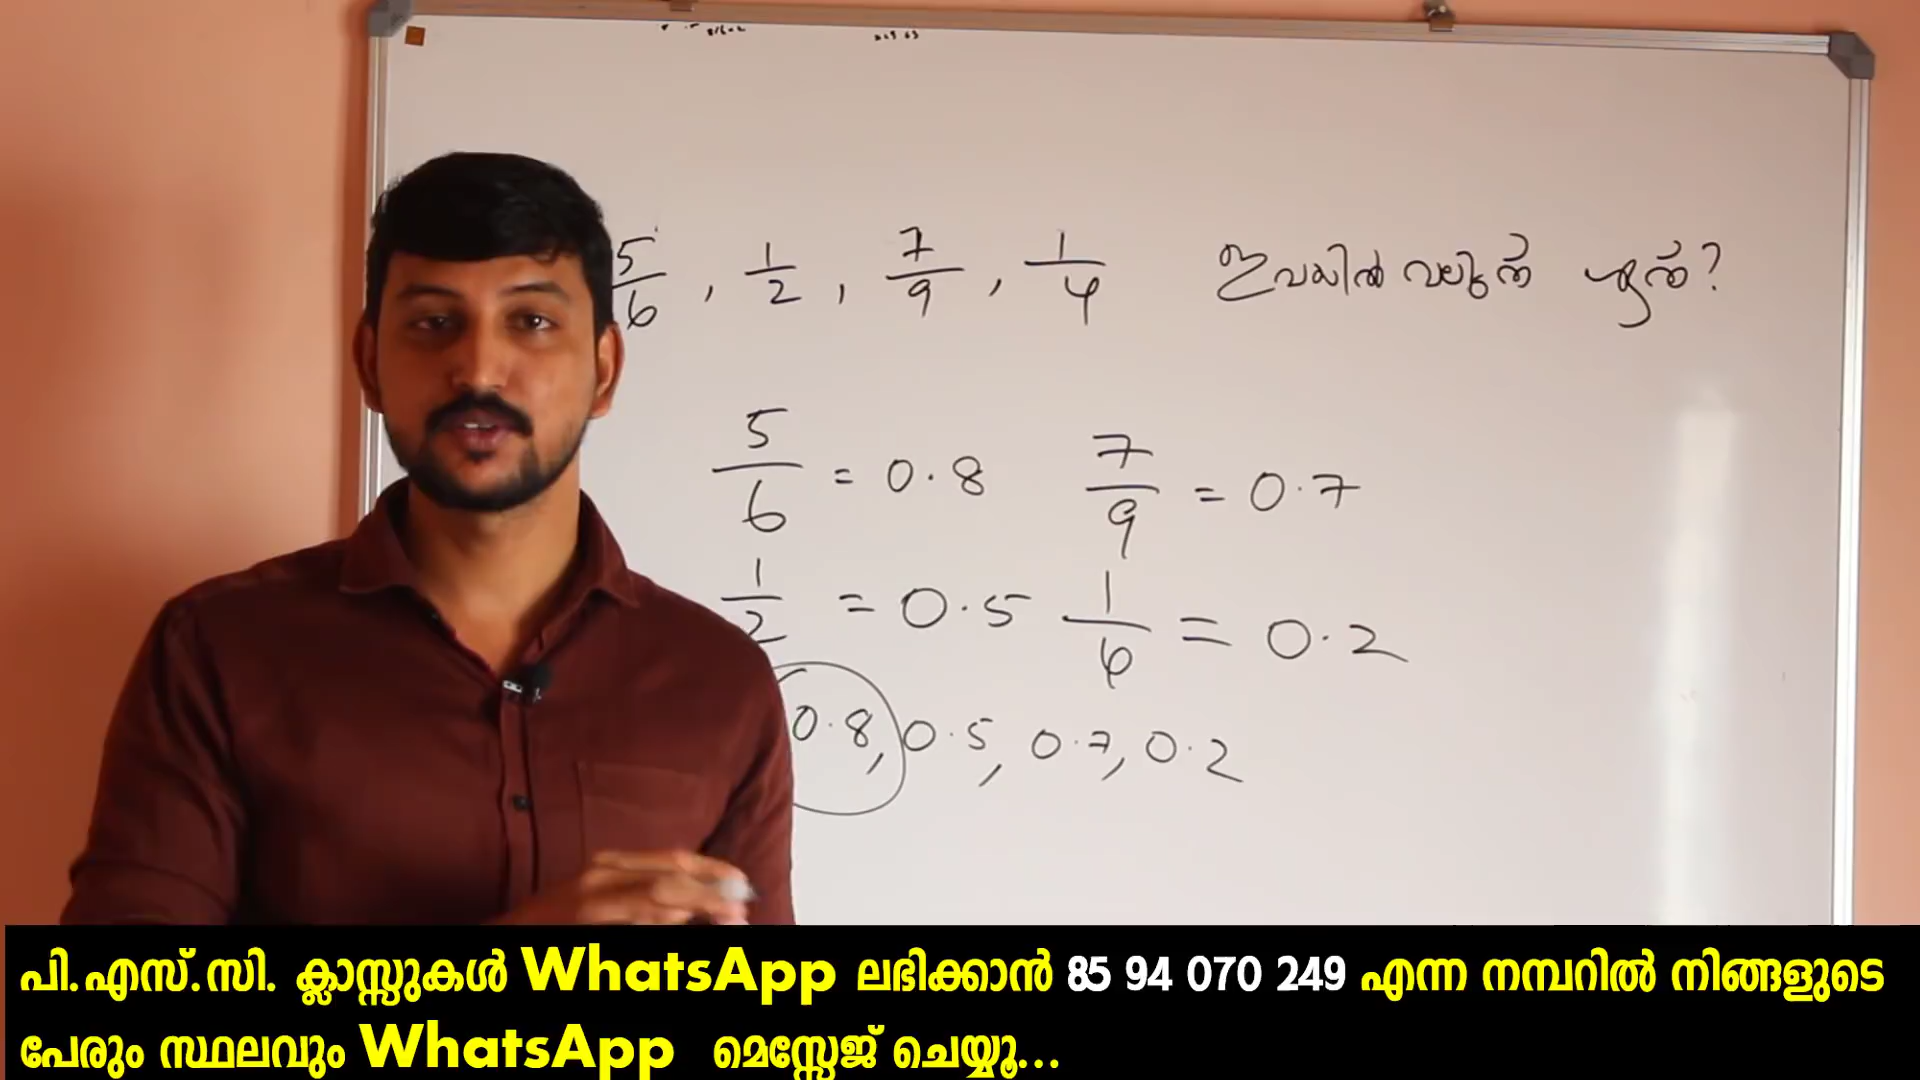 5/6 , 1/2 , 7/9 , 1/4 ഇവയിൽ വലുത് ഏത്?
5/6 = 0.8 7/9 = 0.7
1/2 = 0.5 1/4 = 0.2
0.8, 0.5, 0.7, 0.2
പി.എസ്.സി. ക്ലാസ്സുകൾ WhatsApp ലഭിക്കാൻ 85 94 070 249 എന്ന നമ്പറിൽ നിങ്ങളുടെ
പേരും സ്ഥലവും WhatsApp മെസ്സേജ് ചെയ്യൂ...